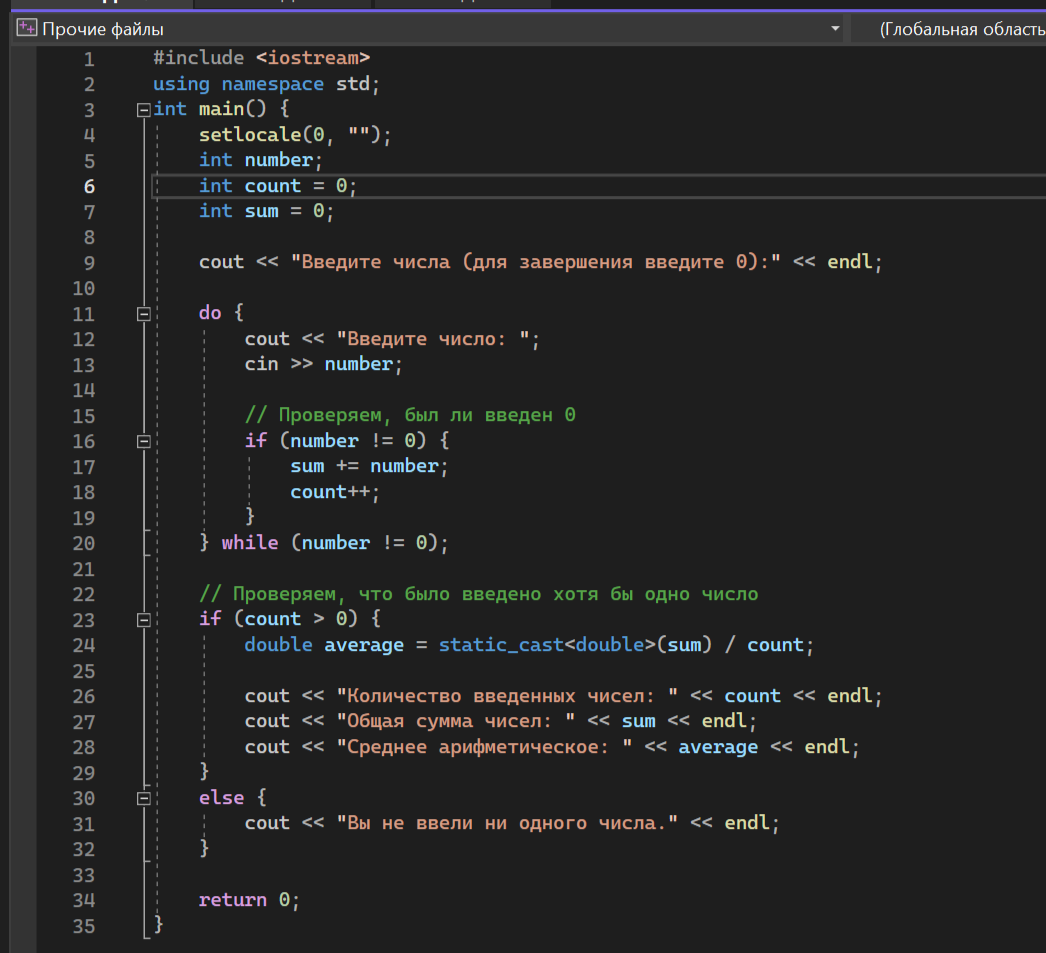 Прочие файлы
(Глобальная область
1 #include <iostream>
2 using namespace std;
3 int main() {
4 setlocale(0, "");
5 int number;
6 int count = 0;
7 int sum = 0;
8
9 cout << "Введите числа (для завершения введите 0):" << endl;
10
11 do {
12 cout << "Введите число: ";
13 cin >> number;
14
15 // Проверяем, был ли введен 0
16 if (number != 0) {
17 sum += number;
18 count++;
19 }
20 } while (number != 0);
21
22 // Проверяем, что было введено хотя бы одно число
23 if (count > 0) {
24 double average = static_cast<double>(sum) / count;
25
26 cout << "Количество введенных чисел: " << count << endl;
27 cout << "Общая сумма чисел: " << sum << endl;
28 cout << "Среднее арифметическое: " << average << endl;
29 }
30 else {
31 cout << "Вы не ввели ни одного числа." << endl;
32 }
33
34 return 0;
35 }